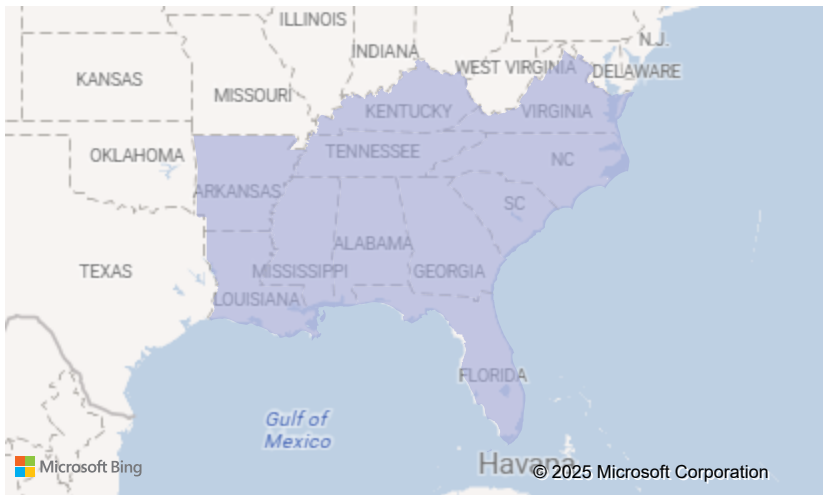 ILLINOIS
N.J.
INDIANA
WEST VIRGINIA
DELAWARE
KANSAS
MISSOURI
KENTUCKY
VIRGINIA
OKLAHOMA
TENNESSEE
NC
ARKANSAS
SC
ALABAMA
TEXAS
MISSISSIPPI
GEORGIA
LOUISIANA
FLORIDA
Gulf of
Mexico
Havana
Microsoft Bing
© 2025 Microsoft Corporation